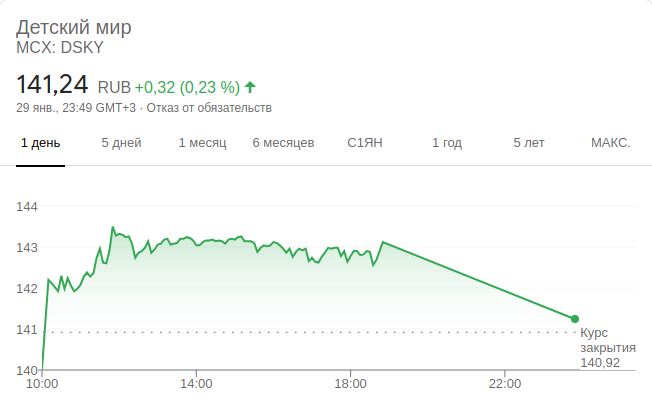 Детский мир
MCX: DSKY
141,24 RUB +0,32 (0,23 %)
29 янв., 23:49 GMT+3 · Отказ от обязательств
1 день 5 дней 1 месяц 6 месяцев С1ЯН 1 год 5 лет МАКС.
144
143
142
141
Курс
закрытия
140,92
140
10:00 14:00 18:00 22:00